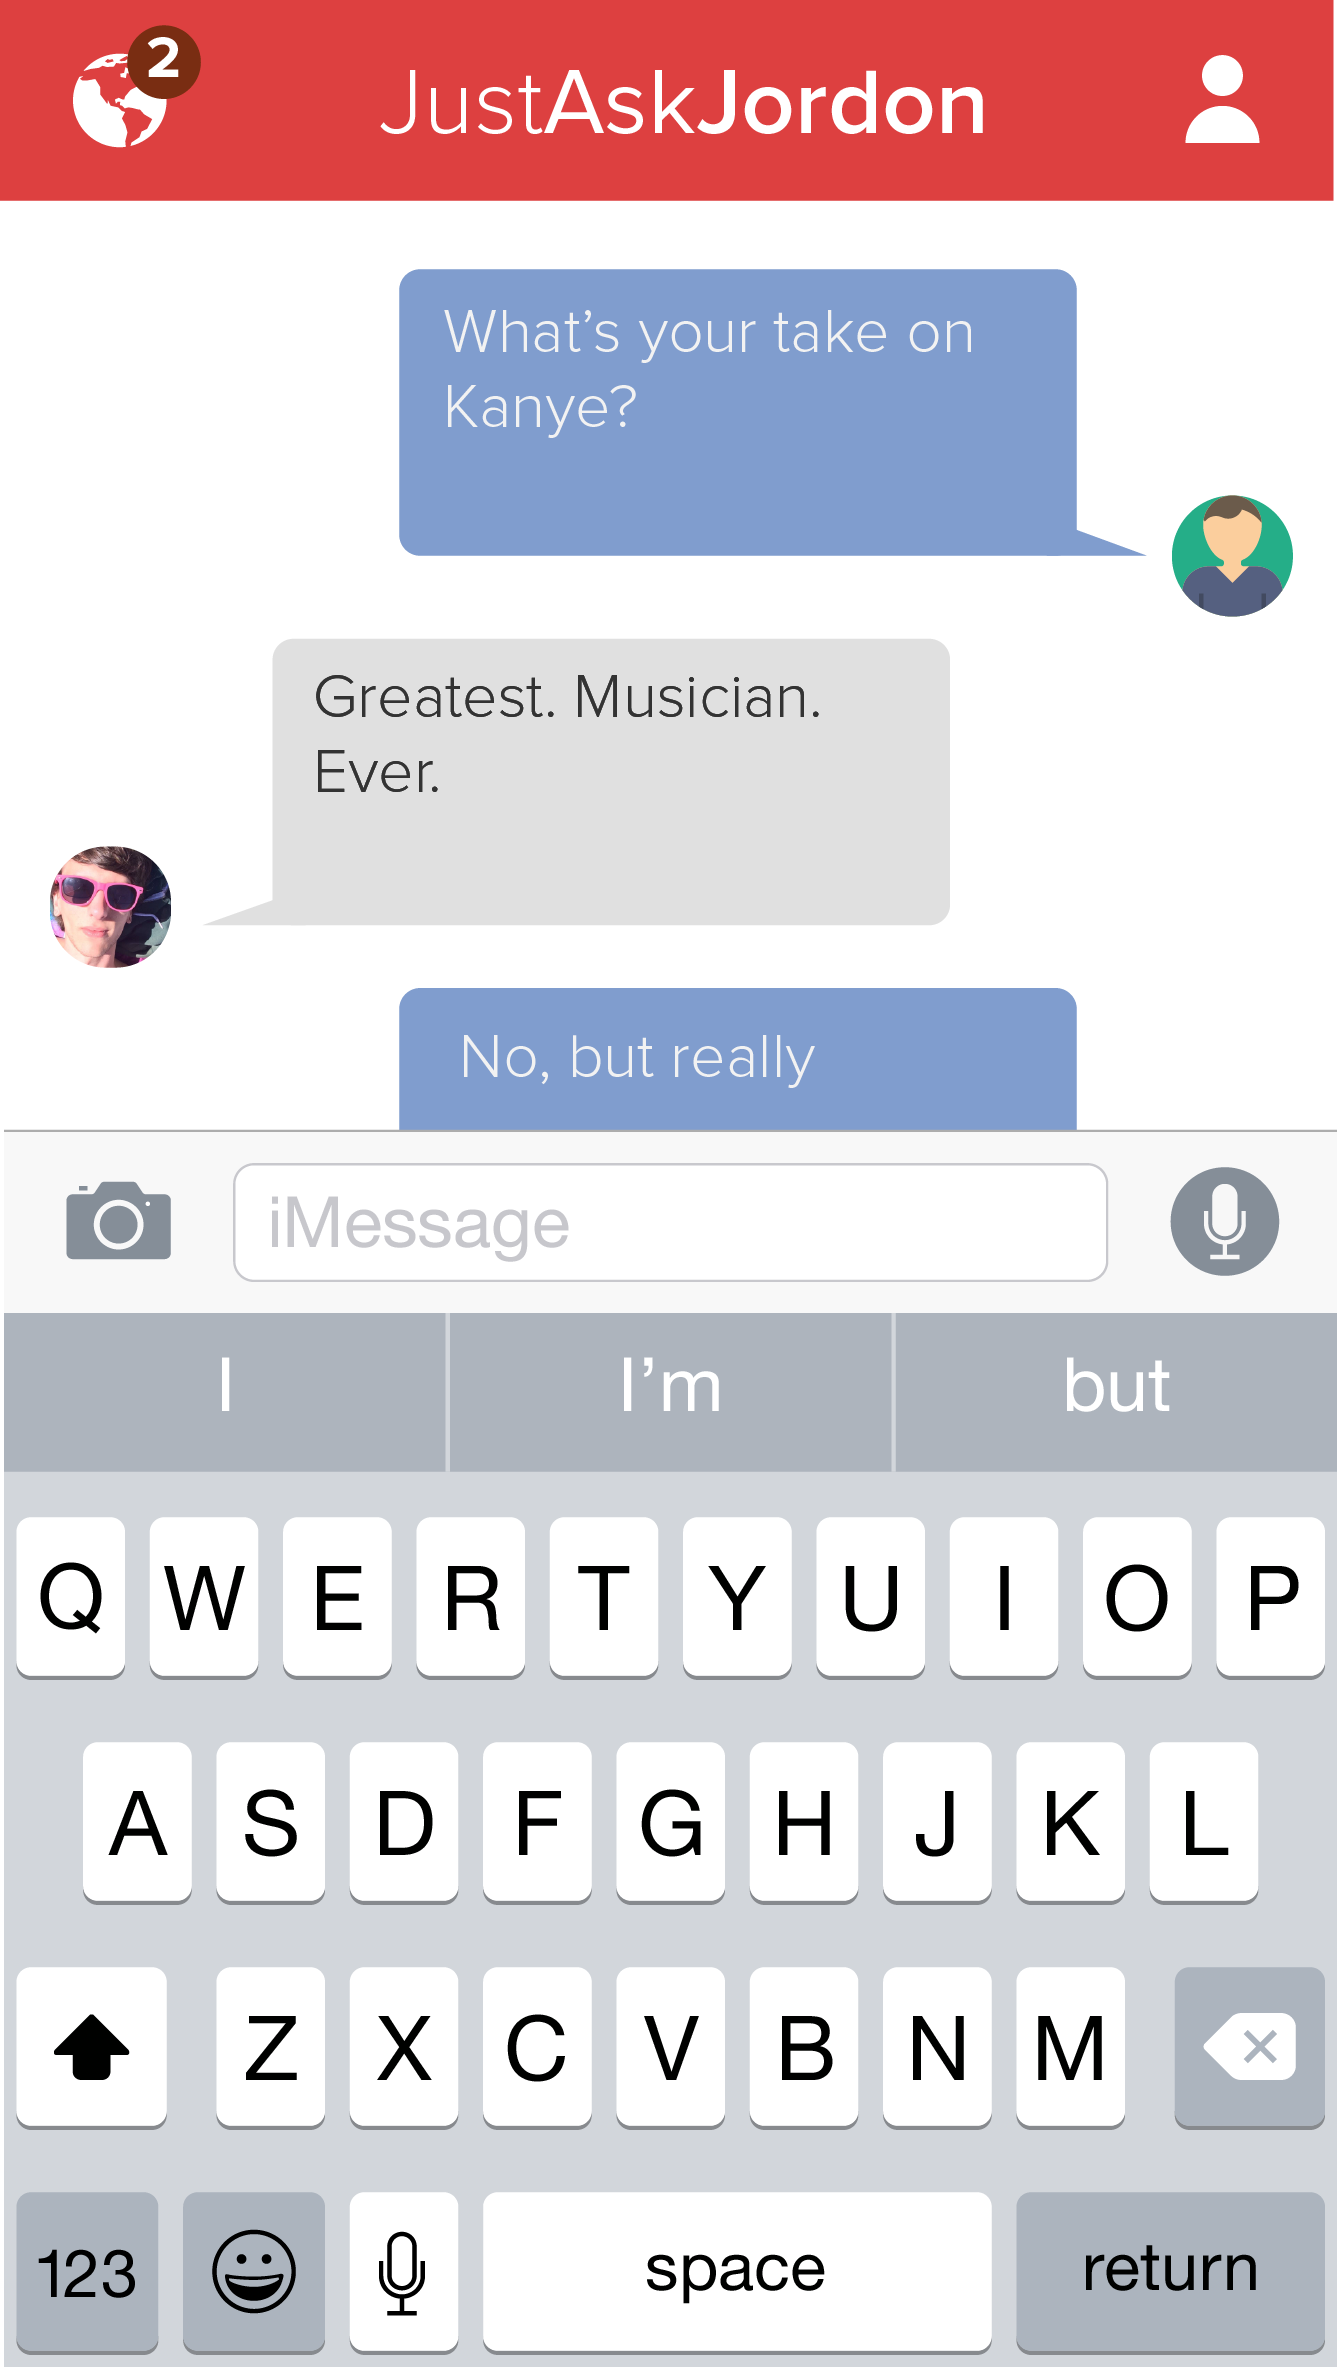 2
JustAskJordon
What's your take on
Kanye?
Greatest. Musician.
Ever.
No, but really
iMessage
I I'm but
Q W E R T Y U I O P
A S D F G H J K L
Z X C V B N M
123 space return